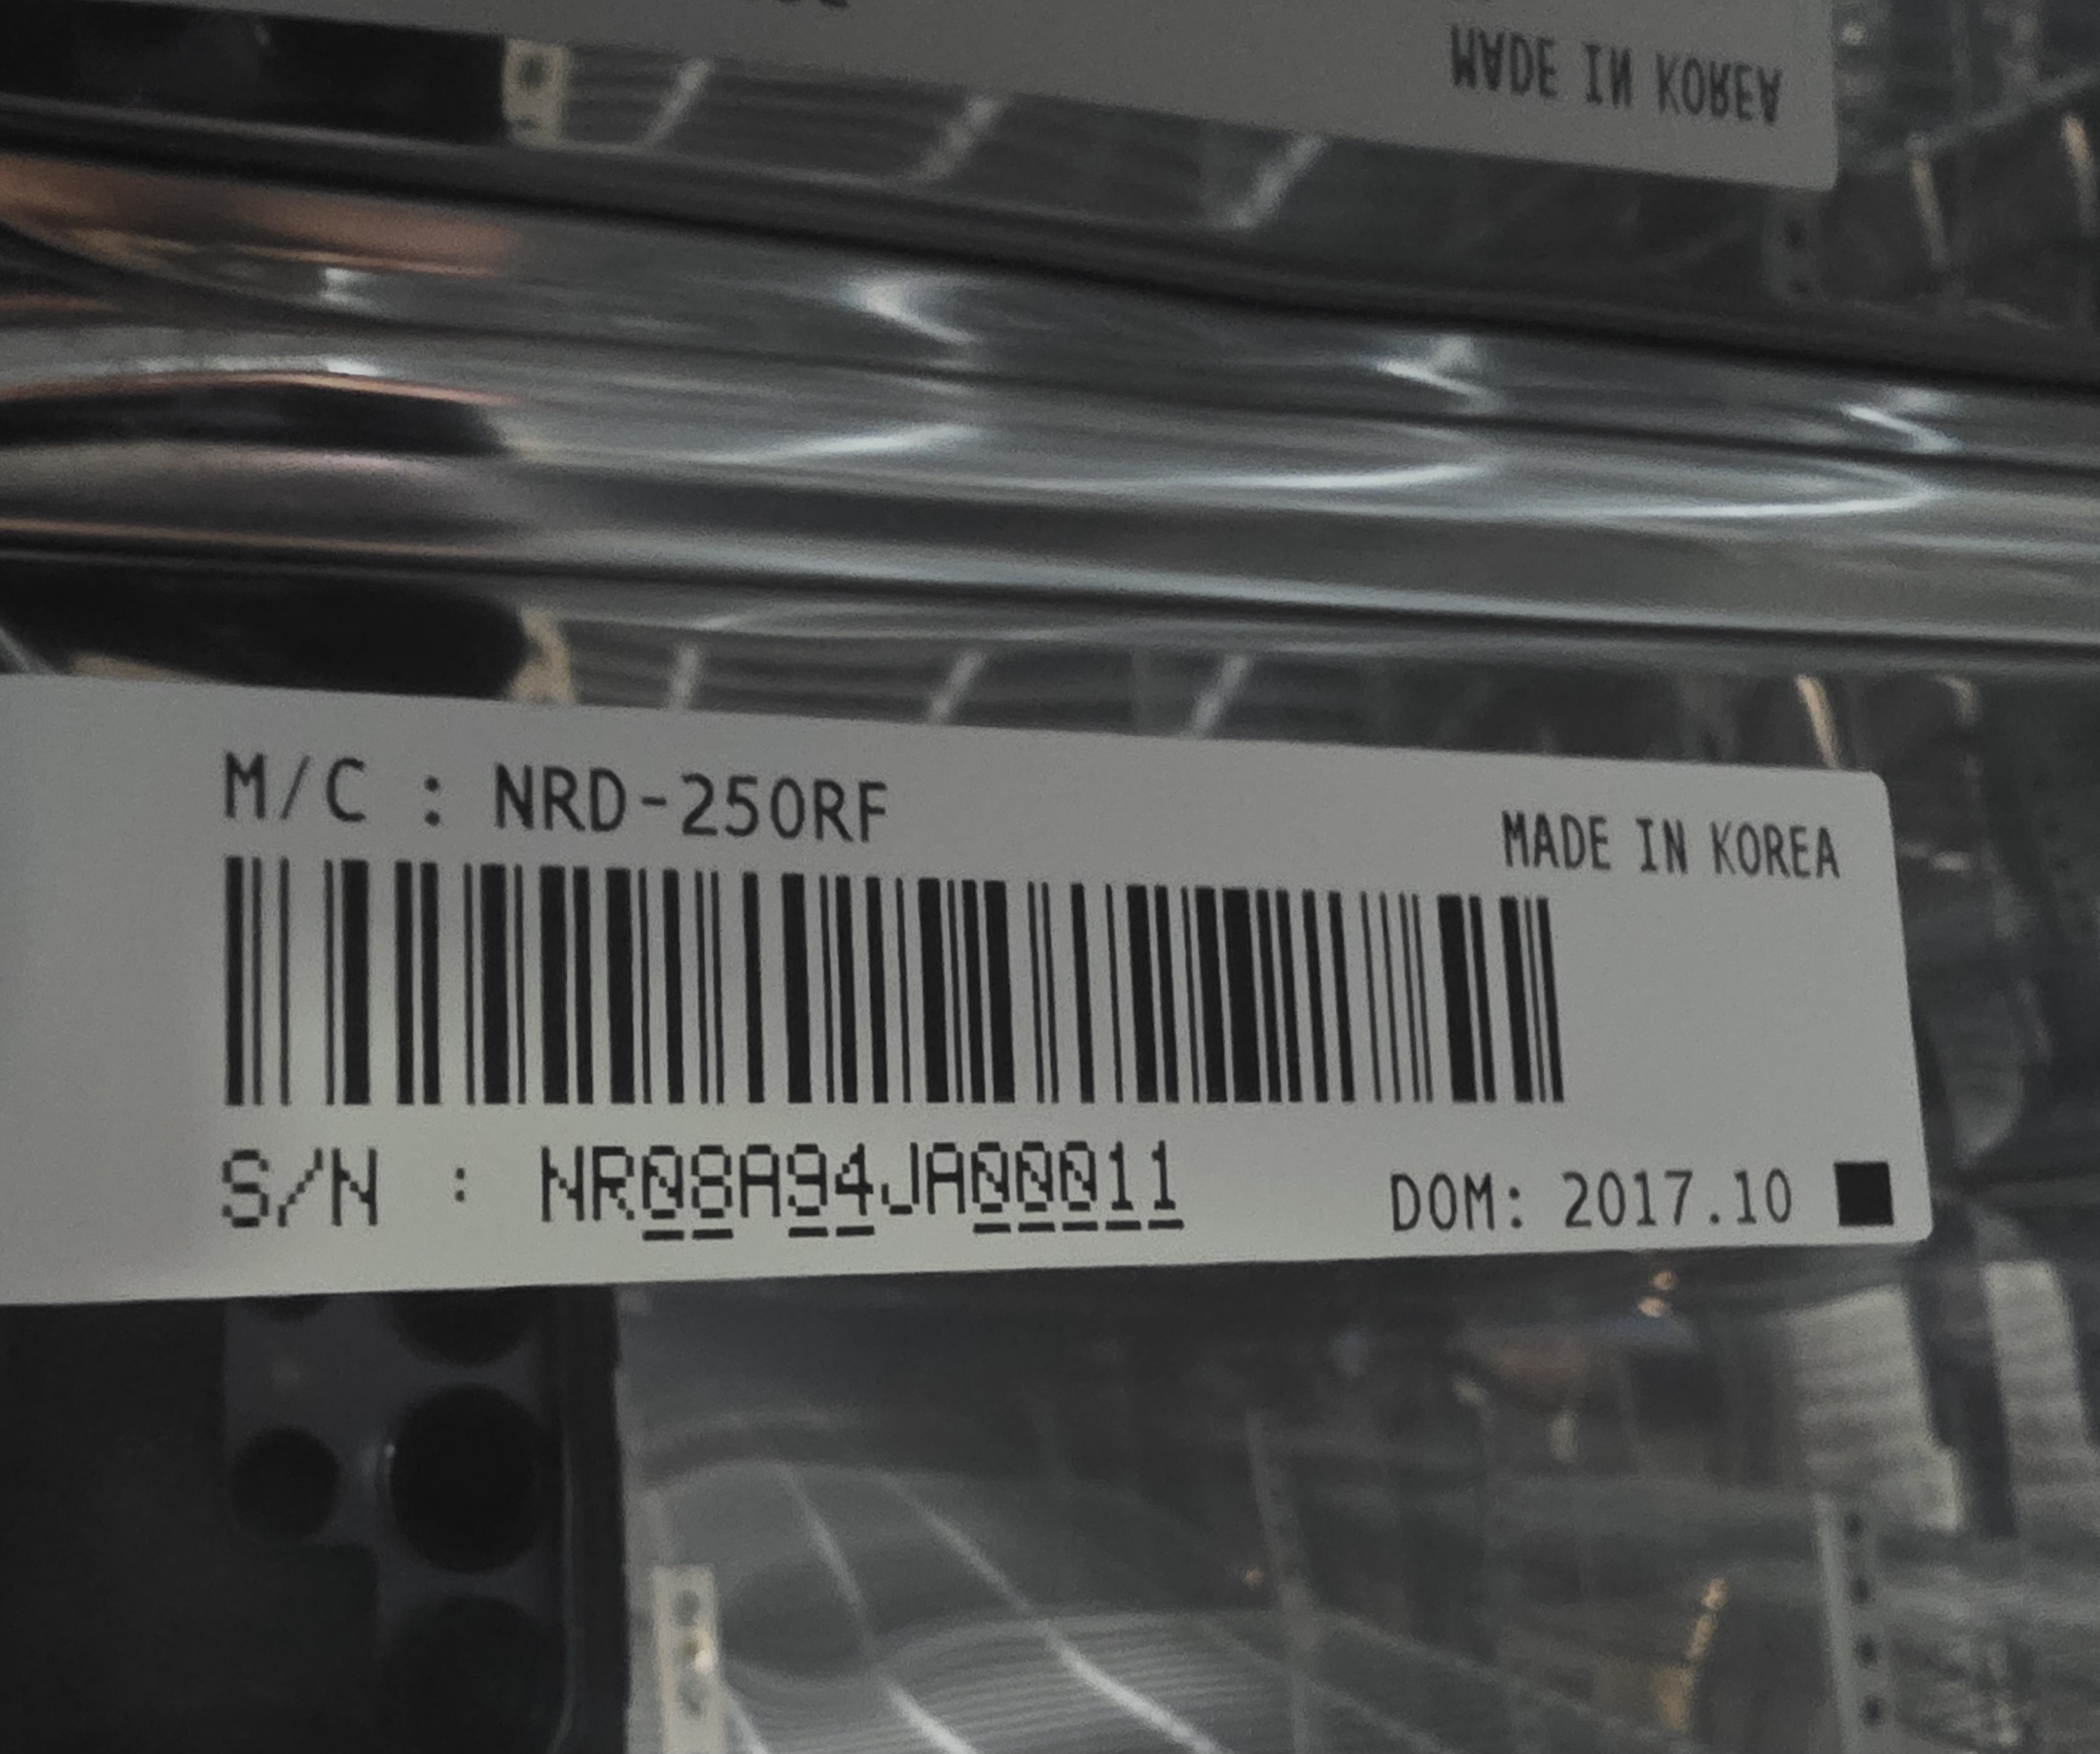 MADE IN KOREA
M/C : NRD-250RF
MADE IN KOREA
S/N : NR08A94JA00011
DOM: 2017.10